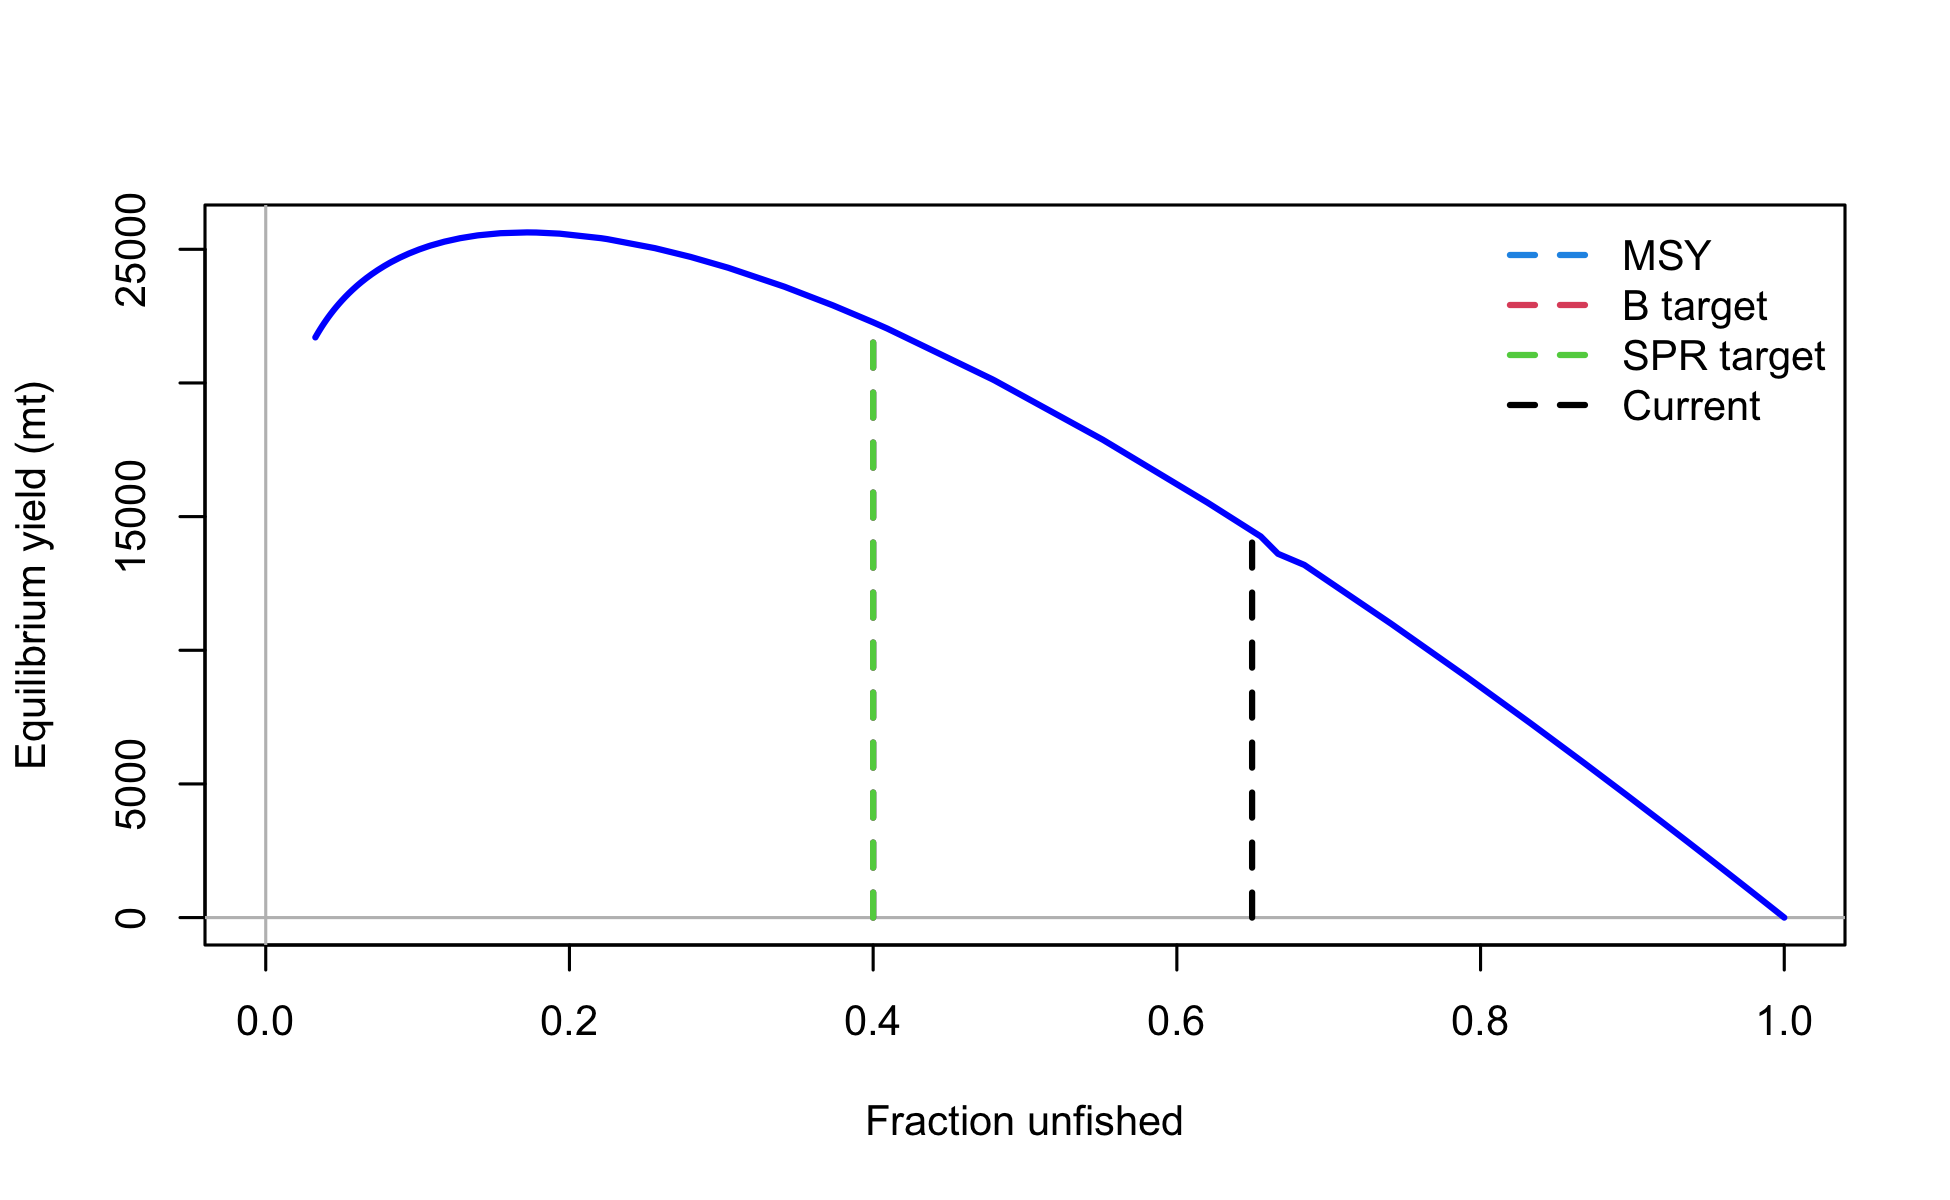 Equilibrium yield (mt)
25000
15000
5000
0
MSY
B target
SPR target
Current
0.0 0.2 0.4 0.6 0.8 1.0
Fraction unfished